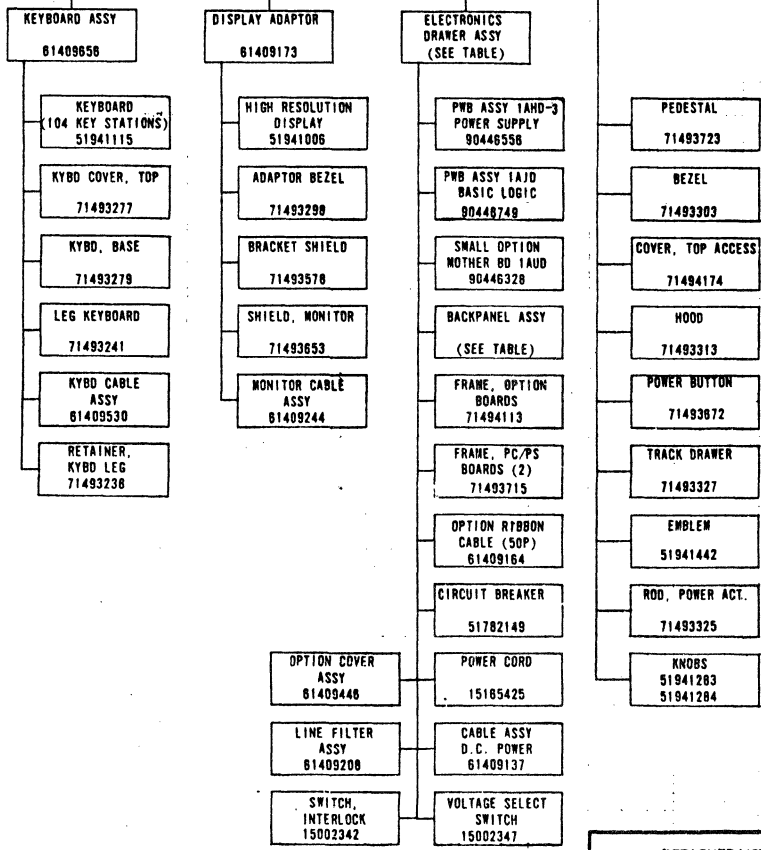 KEYBOARD ASSY
61409656
KEYBOARD
(104 KEY STATIONS)
51941115
KYBD COVER, TOP
71493277
KYBD, BASE
71493279
LEG KEYBOARD
71493241
KYBD CABLE
ASSY
61409530
RETAINER,
KYBD LEG
71493236
DISPLAY ADAPTOR
61409173
HIGH RESOLUTION
DISPLAY
51941006
ADAPTOR BEZEL
71493298
BRACKET SHIELD
71493578
SHIELD, MONITOR
71493653
MONITOR CABLE
ASSY
61409244
ELECTRONICS
DRAWER ASSY
(SEE TABLE)
PWB ASSY 1AHD-3
POWER SUPPLY
90446556
PWB ASSY 1AJD
BASIC LOGIC
90446749
SMALL OPTION
MOTHER BD 1AUD
90446328
BACKPANEL ASSY
(SEE TABLE)
FRAME, OPTION
BOARDS
71494113
FRAME, PC/PS
BOARDS (2)
71493715
OPTION RIBBON
CABLE (50P)
61409164
CIRCUIT BREAKER
51782149
OPTION COVER
ASSY
61409446
POWER CORD
15165425
LINE FILTER
ASSY
61409208
CABLE ASSY
D.C. POWER
61409137
SWITCH,
INTERLOCK
15002342
VOLTAGE SELECT
SWITCH
15002347
PEDESTAL
71493723
BEZEL
71493303
COVER, TOP ACCESS
71494174
HOOD
71493313
POWER BUTTON
71493672
TRACK DRAWER
71493327
EMBLEM
51941442
ROD, POWER ACT.
71493325
KNOBS
51941283
51941284